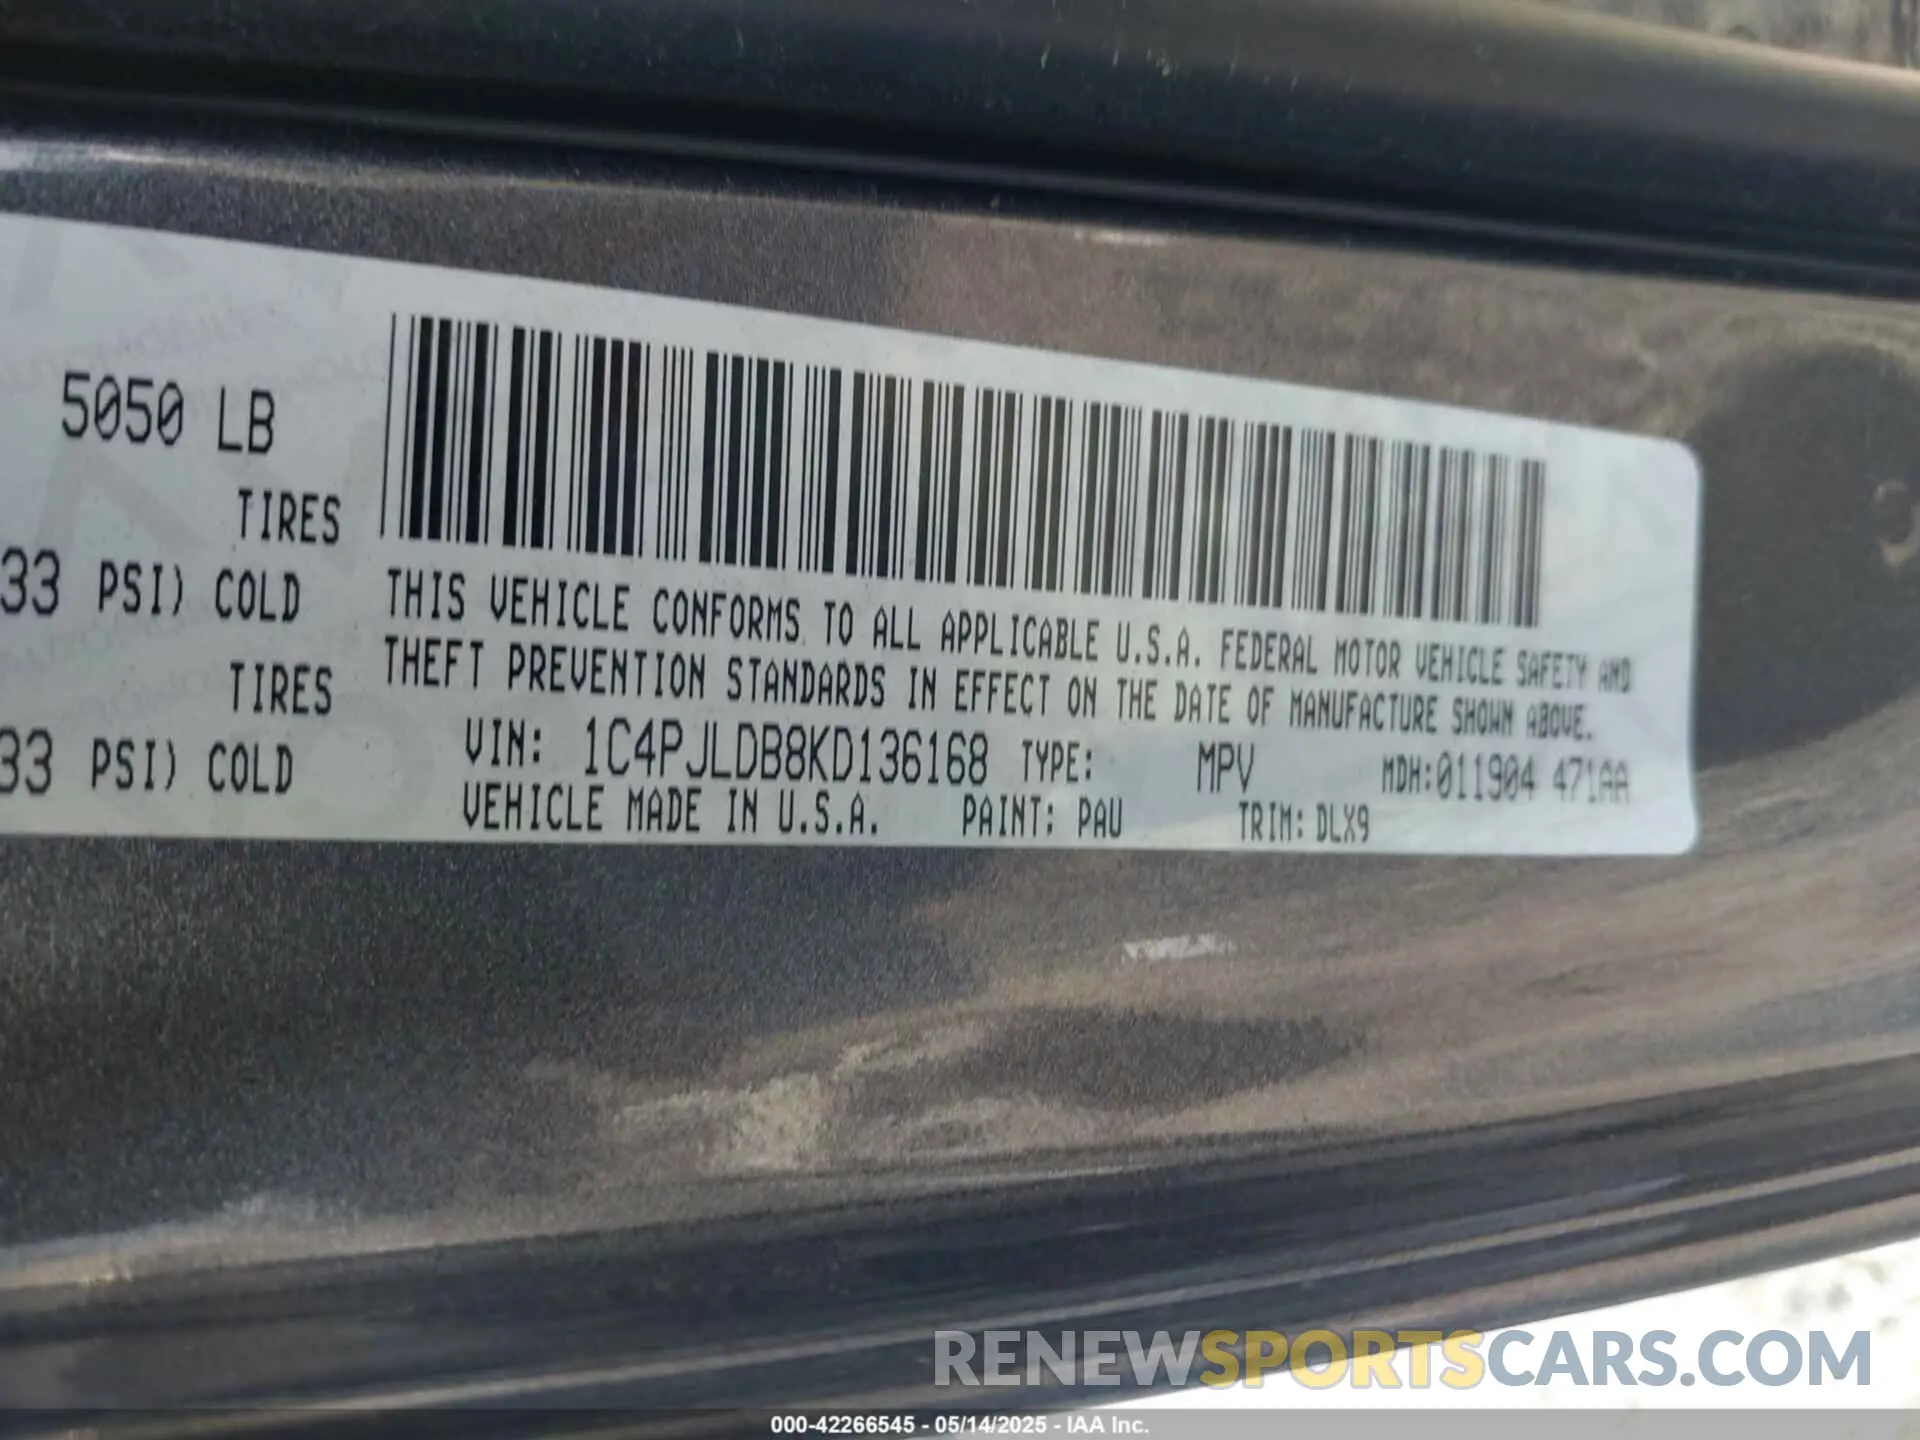 5050 LB
TIRES
33 PSI) COLD
TIRES
33 PSI) COLD
THIS VEHICLE CONFORMS TO ALL APPLICABLE U.S.A. FEDERAL MOTOR VEHICLE SAFETY AND
THEFT PREVENTION STANDARDS IN EFFECT ON THE DATE OF MANUFACTURE SHOWN ABOVE.
VIN: 1C4PJLDB8KD136168 TYPE: MPV MDH:011904 471AA
VEHICLE MADE IN U.S.A. PAINT: PAU TRIM: DLX9
RENEWSPORTSCARS.COM
000-42266545 - 05/14/2025 - IAA Inc.